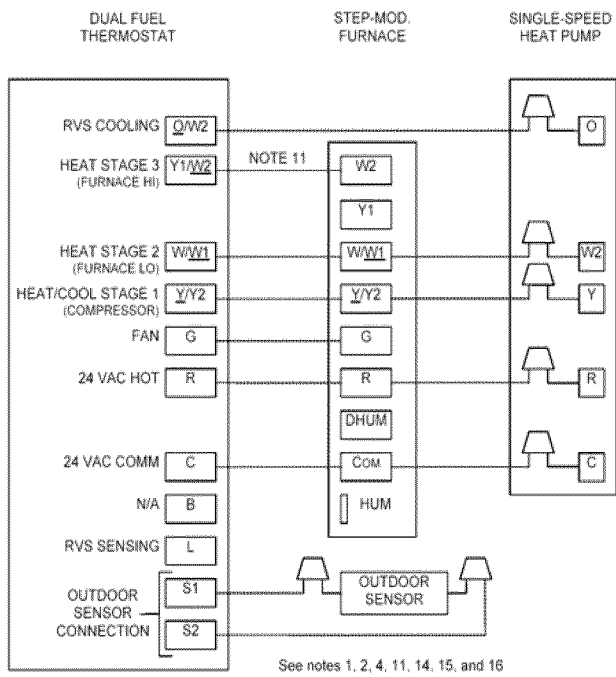 DUAL FUEL
THERMOSTAT
STEP-MOD.
FURNACE
SINGLE-SPEED
HEAT PUMP
RVS COOLING
O/W2
O
HEAT STAGE 3
(FURNACE HI)
Y1/W2
NOTE 11
W2
Y1
HEAT STAGE 2
(FURNACE LO)
W/W1
W/W1
W2
HEAT/COOL STAGE 1
(COMPRESSOR)
Y/Y2
Y/Y2
Y
FAN
G
G
24 VAC HOT
R
R
R
DHUM
24 VAC COMM
C
COM
C
N/A
B
HUM
RVS SENSING
L
OUTDOOR
SENSOR
CONNECTION
S1
S2
OUTDOOR
SENSOR
See notes 1, 2, 4, 11, 14, 15, and 16